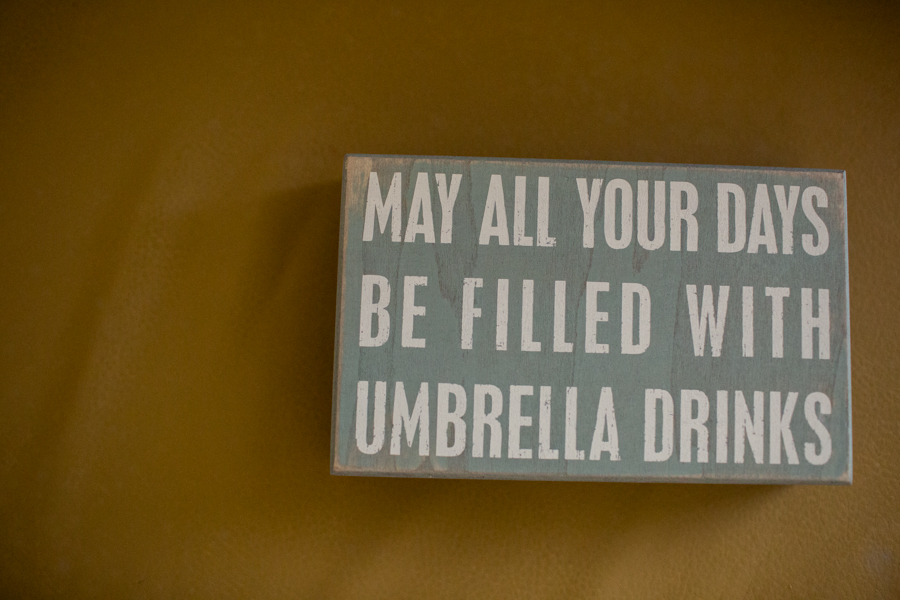 MAY ALL YOUR DAYS
BE FILLED WITH
UMBRELLA DRINKS